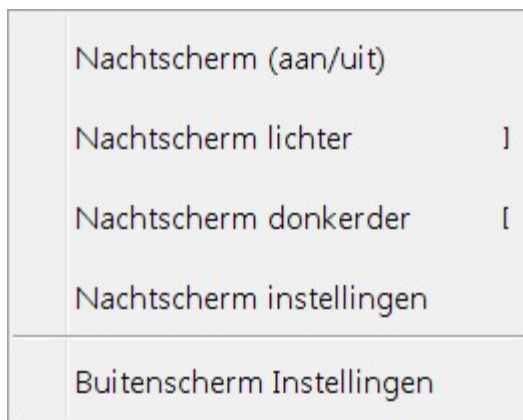 Nachtscherm (aan/uit)
Nachtscherm lichter ]
Nachtscherm donkerder [
Nachtscherm instellingen
Buitenscherm Instellingen